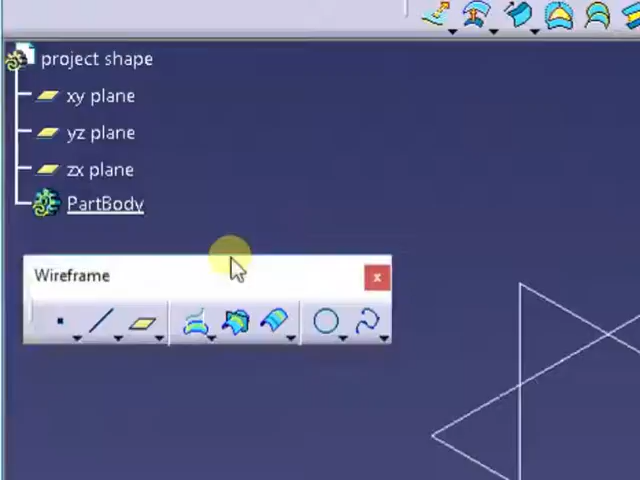 project shape
xy plane
yz plane
zx plane
PartBody
Wireframe
x